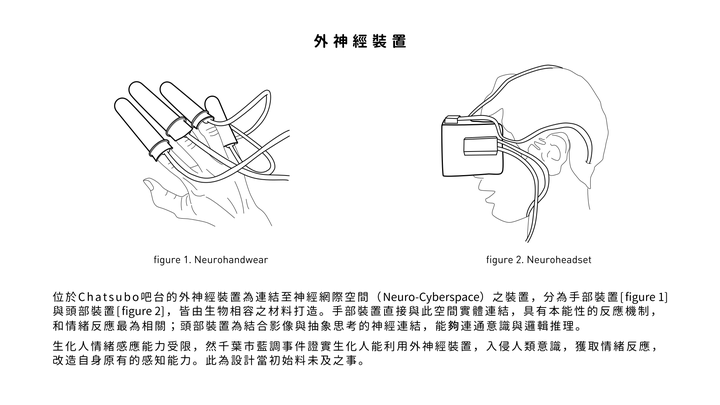 外神經裝置
figure 1. Neurohandwear
figure 2. Neuroheadset
位於Chatsubo吧台的外神經裝置為連結至神經網際空間（Neuro-Cyberspace）之裝置，分為手部裝置[figure 1]
與頭部裝置[figure 2]，皆由生物相容之材料打造。手部裝置直接與此空間實體連結，具有本能性的反應機制，
和情緒反應最為相關；頭部裝置為結合影像與抽象思考的神經連結，能夠連通意識與邏輯推理。
生化人情緒感應能力受限，然千葉市藍調事件證實生化人能利用外神經裝置，入侵人類意識，獲取情緒反應，
改造自身原有的感知能力。此為設計當初始料未及之事。